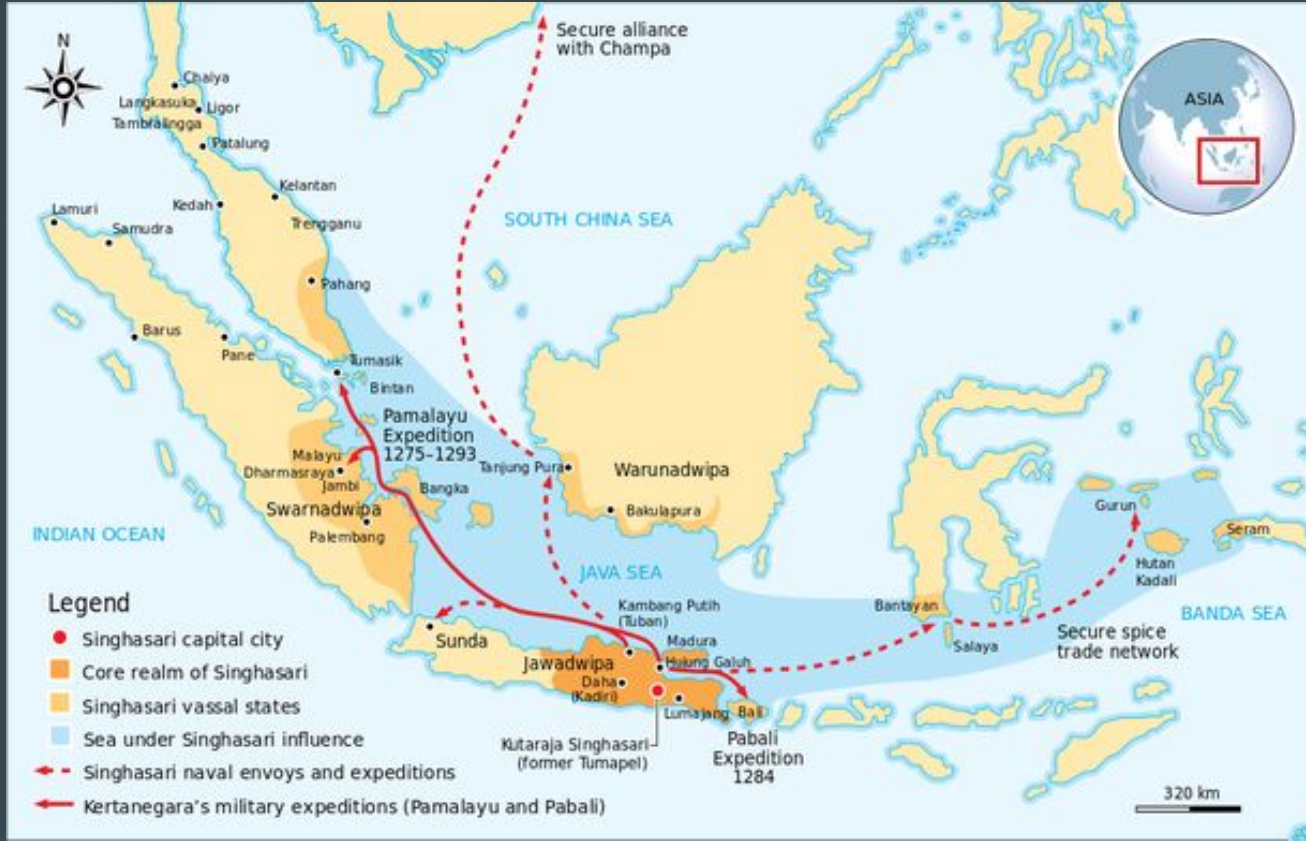 Secure alliance
with Champa
N
ASIA
Chaiya
Langkasuka
Ligor
Tambralingga
Patalung
Kelantan
Kedah
Trengganu
Lamuri
Samudra
SOUTH CHINA SEA
Pahang
Barus
Pane
Tumasik
Bintan
Pamalayu
Expedition
1275–1293
Malayu
Dharmasraya
Jambi
Bangka
Tanjung Pura
Warunadwipa
Swarnadwipa
Palembang
Bakulapura
Gurun
Seram
INDIAN OCEAN
Hutan
Kadali
JAVA SEA
Legend
Singhasari capital city
Core realm of Singhasari
Singhasari vassal states
Sea under Singhasari influence
Singhasari naval envoys and expeditions
Kertanegara's military expeditions (Pamalayu and Pabali)
Kambang Putih
(Tuban)
Bantayan
BANDA SEA
Sunda
Madura
Salaya
Secure spice
trade network
Jawadwipa
Hujung Galuh
Daha
(Kadiri)
Lumajang
Bali
Kutaraja Singhasari
(former Tumapel)
Pabali
Expedition
1284
320 km